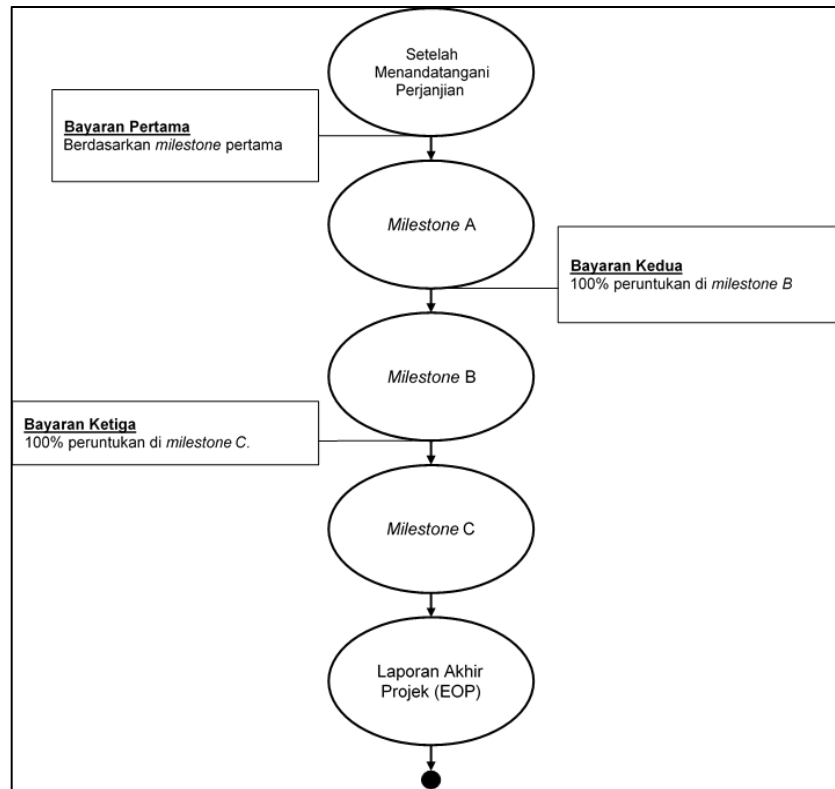 Setelah
Menandatangani
Perjanjian
Bayaran Pertama
Berdasarkan milestone pertama
Milestone A
Bayaran Kedua
100% peruntukan di milestone B
Milestone B
Bayaran Ketiga
100% peruntukan di milestone C.
Milestone C
Laporan Akhir
Projek (EOP)